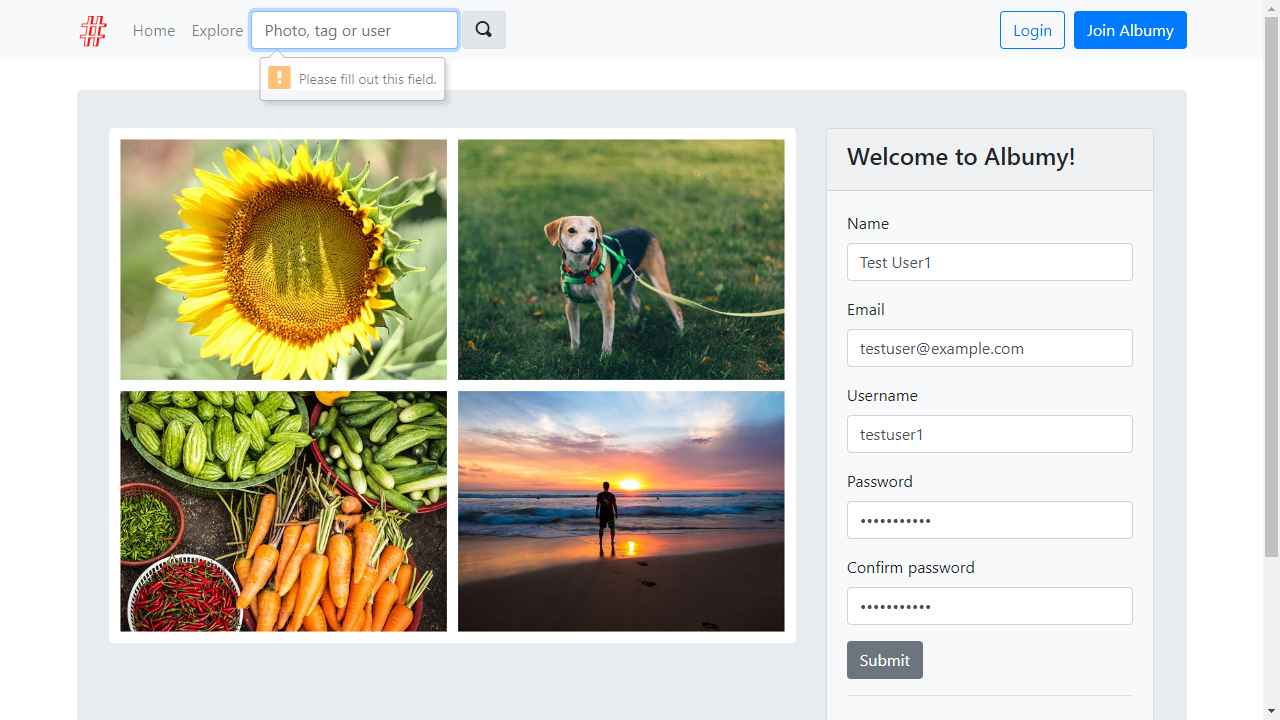 Home Explore Photo, tag or user Login Join Albumy
Please fill out this field.
Welcome to Albumy!
Name
Test User1
Email
testuser@example.com
Username
testuser1
Password
•••••••••••
Confirm password
•••••••••••
Submit